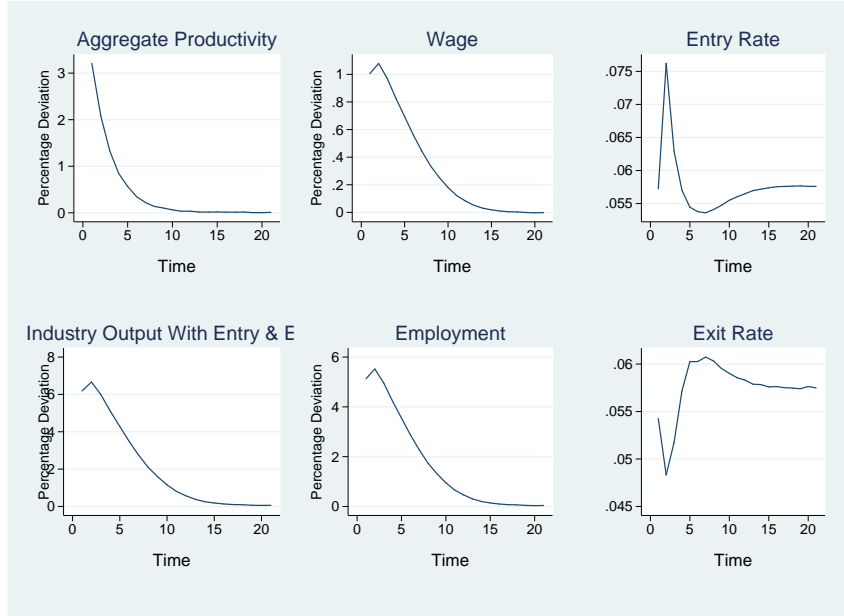 Aggregate Productivity
Percentage Deviation
3
2
1
0
0 5 10 15 20
Time
Wage
Percentage Deviation
1
.8
.6
.4
.2
0
0 5 10 15 20
Time
Entry Rate
.075
.07
.065
.06
.055
0 5 10 15 20
Time
Industry Output With Entry & E
Percentage Deviation
8
6
4
2
0
0 5 10 15 20
Time
Employment
Percentage Deviation
6
4
2
0
0 5 10 15 20
Time
Exit Rate
.06
.055
.05
.045
0 5 10 15 20
Time